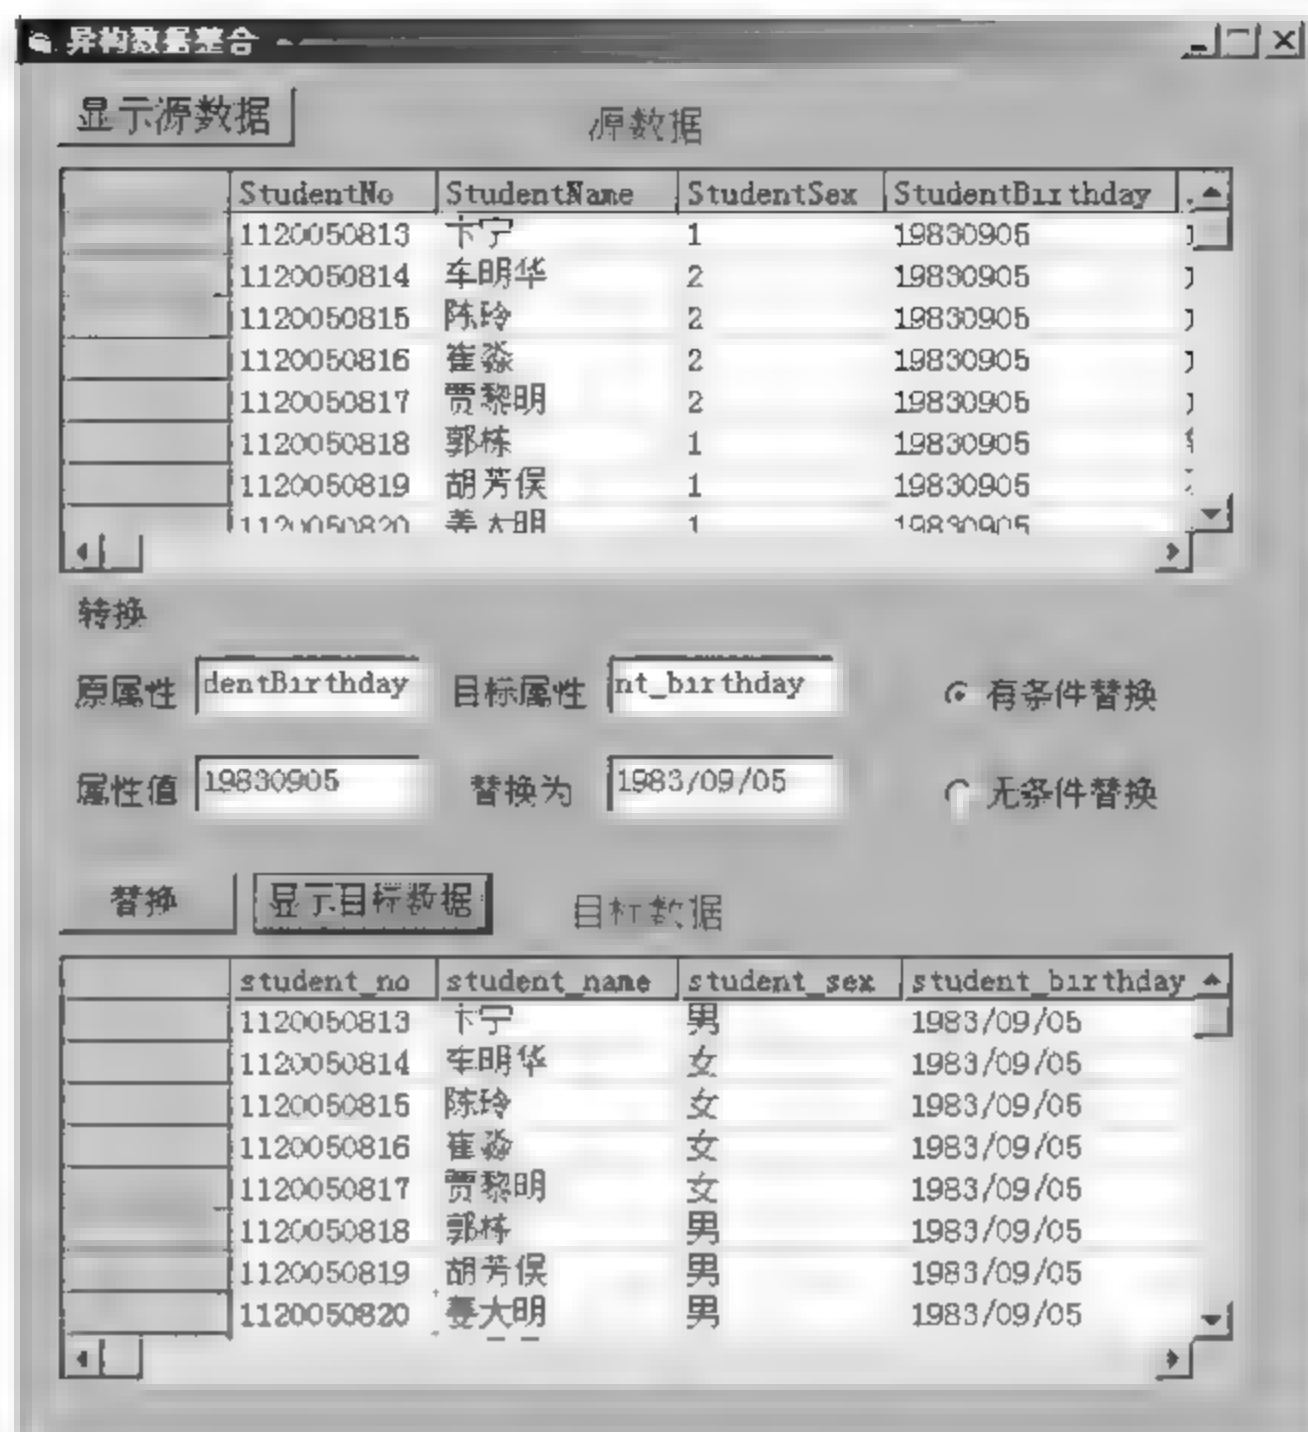 异构数据整合
显示源数据 源数据
StudentNo StudentName StudentSex StudentBirthday
1120050813 卞宁 1 19830905
1120050814 车明华 2 19830905
1120050815 陈玲 2 19830905
1120050816 崔淼 2 19830905
1120050817 贾黎明 2 19830905
1120050818 郭栋 1 19830905
1120050819 胡芳俣 1 19830905
1120050820 姜大明 1 19830905
转换
原属性 dentBirthday 目标属性 nt_birthday 有条件替换
属性值 19830905 替换为 1983/09/05 无条件替换
替换 显示目标数据 目标数据
student_no student_name student_sex student_birthday
1120050813 卞宁 男 1983/09/05
1120050814 车明华 女 1983/09/05
1120050815 陈玲 女 1983/09/05
1120050816 崔淼 女 1983/09/05
1120050817 贾黎明 女 1983/09/05
1120050818 郭栋 男 1983/09/05
1120050819 胡芳俣 男 1983/09/05
1120050820 姜大明 男 1983/09/05